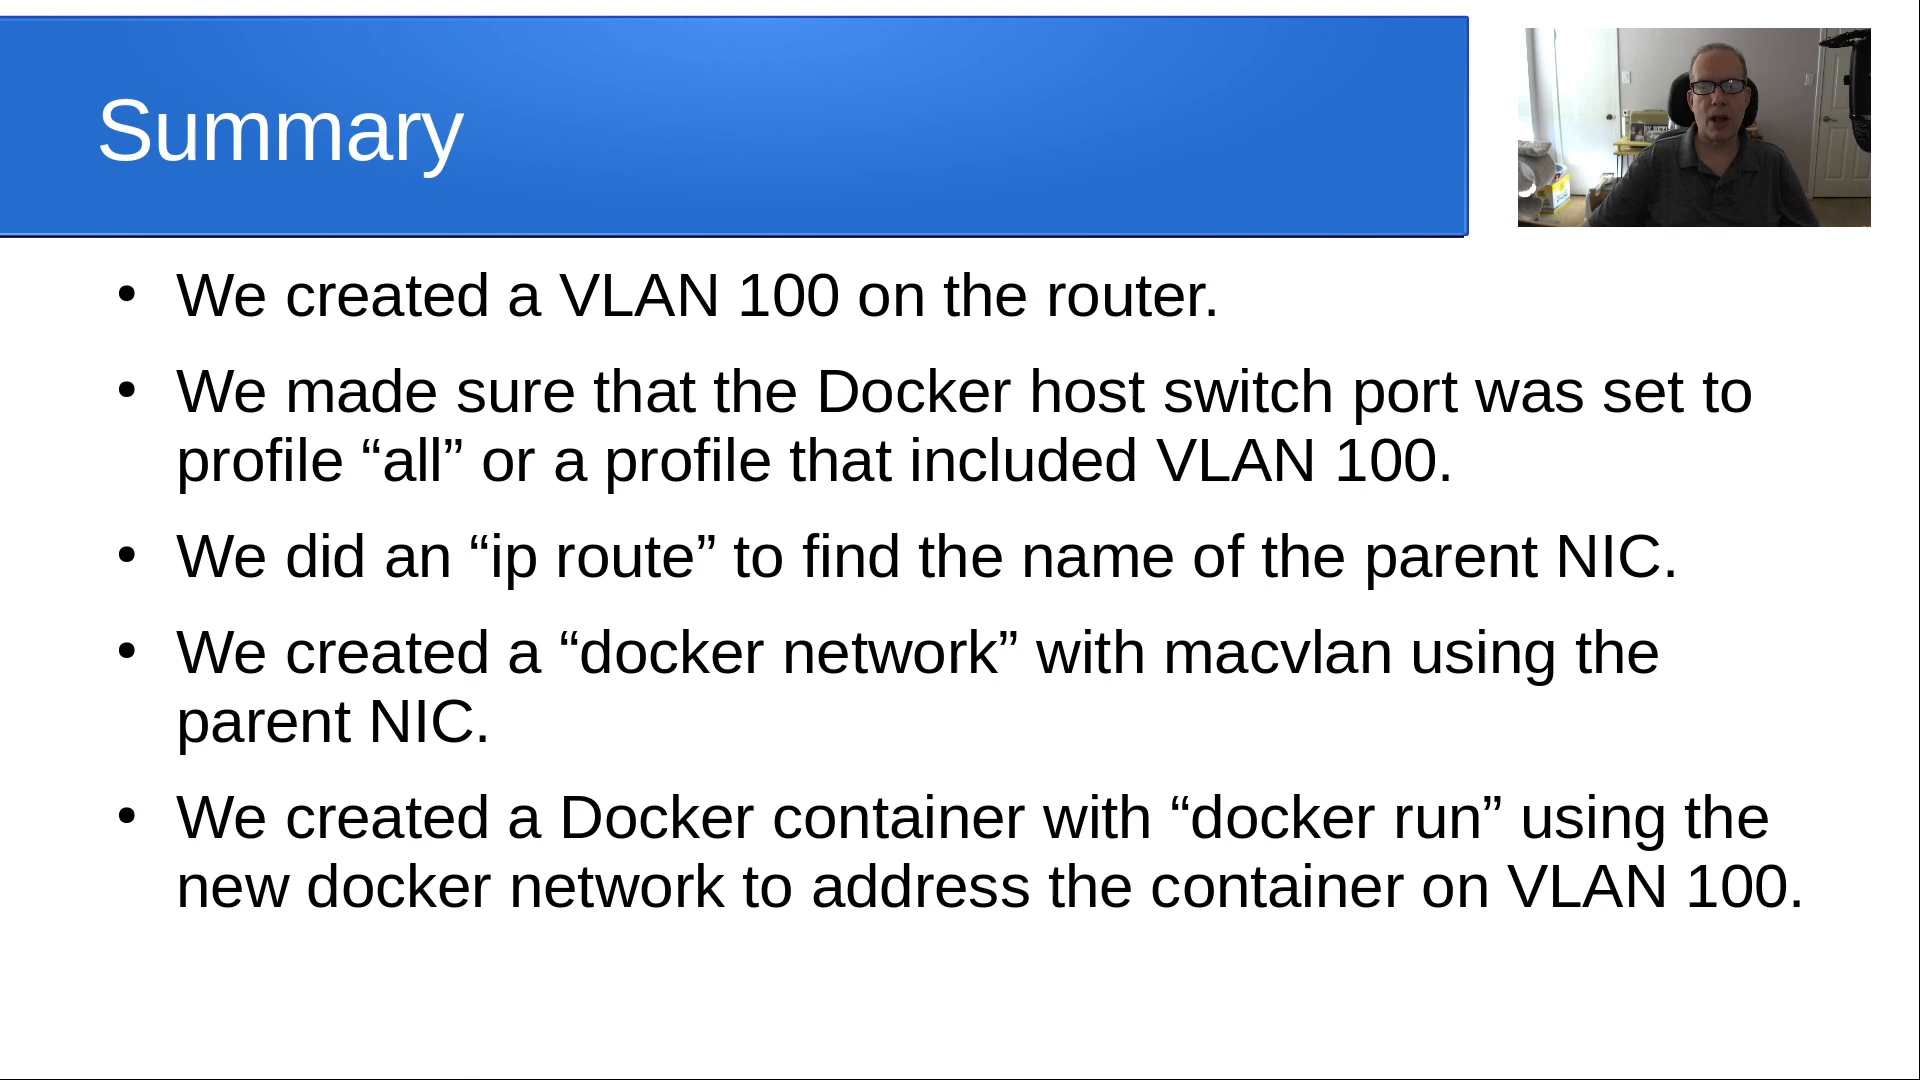 Summary
• We created a VLAN 100 on the router.
• We made sure that the Docker host switch port was set to
profile “all” or a profile that included VLAN 100.
• We did an “ip route” to find the name of the parent NIC.
• We created a “docker network” with macvlan using the
parent NIC.
• We created a Docker container with “docker run” using the
new docker network to address the container on VLAN 100.